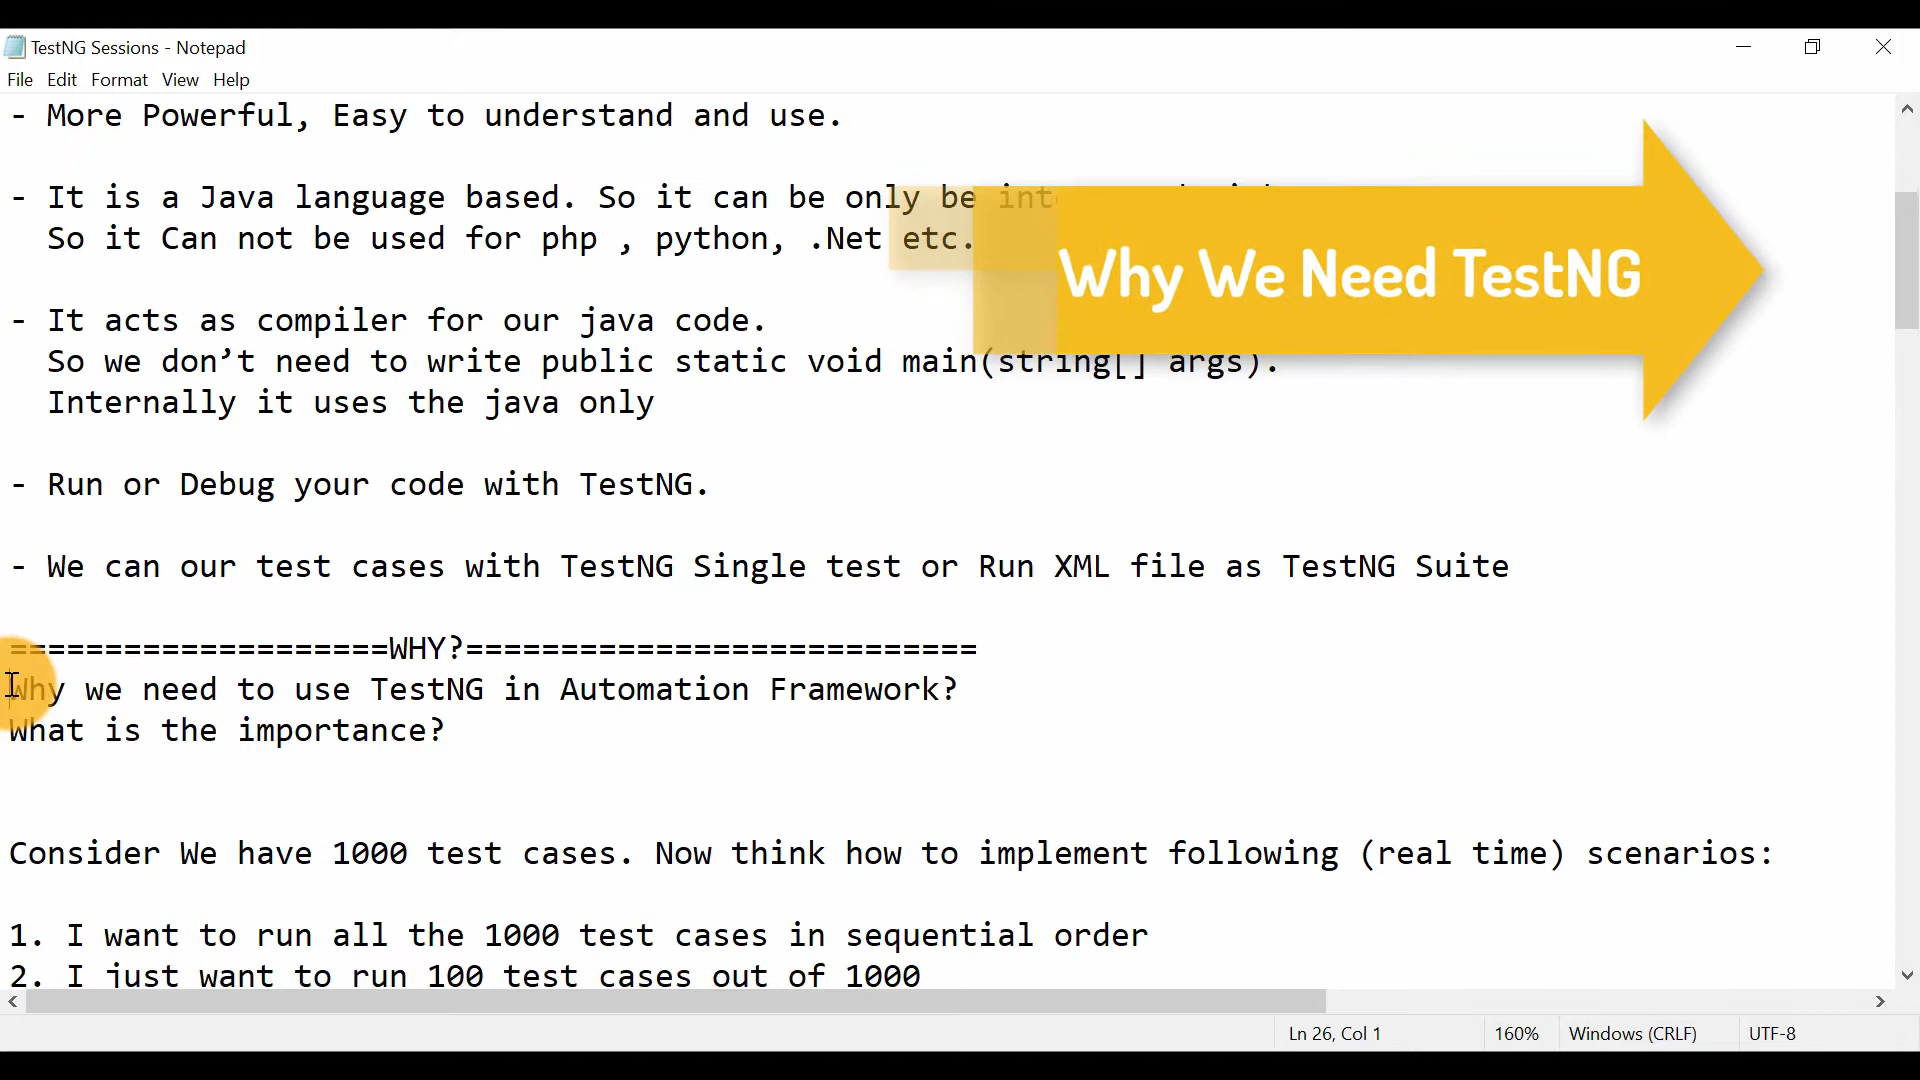 TestNG Sessions - Notepad
File Edit Format View Help
- More Powerful, Easy to understand and use.
- It is a Java language based. So it can be only be
So it Can not be used for php , python, .Net etc.
Why We Need TestNG
- It acts as compiler for our java code.
So we don’t need to write public static void main(string[] args).
Internally it uses the java only
- Run or Debug your code with TestNG.
- We can our test cases with TestNG Single test or Run XML file as TestNG Suite
====================WHY?===========================
Why we need to use TestNG in Automation Framework?
What is the importance?
Consider We have 1000 test cases. Now think how to implement following (real time) scenarios:
1. I want to run all the 1000 test cases in sequential order
2. I just want to run 100 test cases out of 1000
Ln 26, Col 1 160% Windows (CRLF) UTF-8